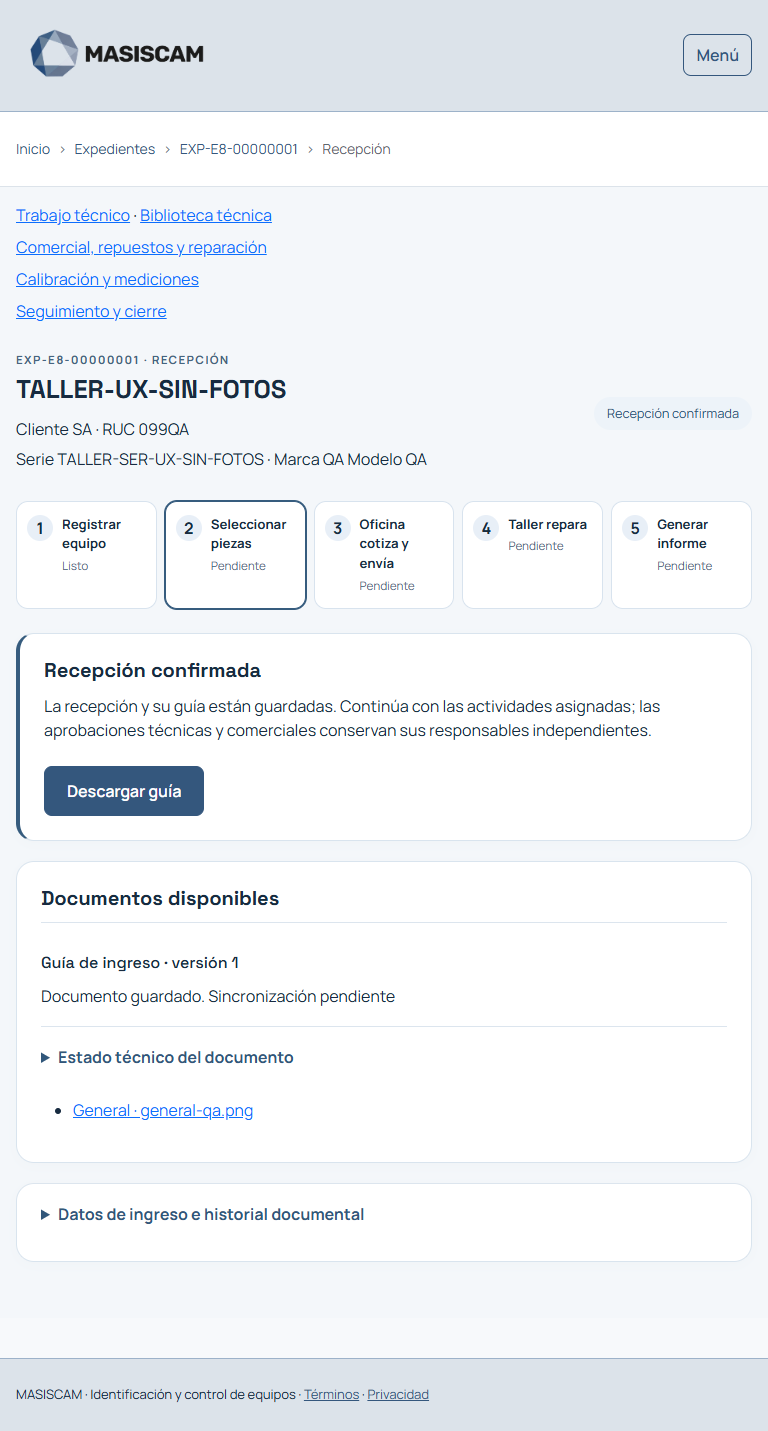 MASISCAM
Menú
Inicio › Expedientes › EXP-E8-00000001 › Recepción
Trabajo técnico · Biblioteca técnica
Comercial, repuestos y reparación
Calibración y mediciones
Seguimiento y cierre
EXP-E8-00000001 · RECEPCIÓN
TALLER-UX-SIN-FOTOS
Recepción confirmada
Cliente SA · RUC 099QA
Serie TALLER-SER-UX-SIN-FOTOS · Marca QA Modelo QA
1
Registrar
equipo
Listo
2
Seleccionar
piezas
Pendiente
3
Oficina
cotiza y
envía
Pendiente
4
Taller repara
Pendiente
5
Generar
informe
Pendiente
Recepción confirmada
La recepción y su guía están guardadas. Continúa con las actividades asignadas; las
aprobaciones técnicas y comerciales conservan sus responsables independientes.
Descargar guía
Documentos disponibles
Guía de ingreso · versión 1
Documento guardado. Sincronización pendiente
Estado técnico del documento
General · general-qa.png
Datos de ingreso e historial documental
MASISCAM · Identificación y control de equipos · Términos · Privacidad